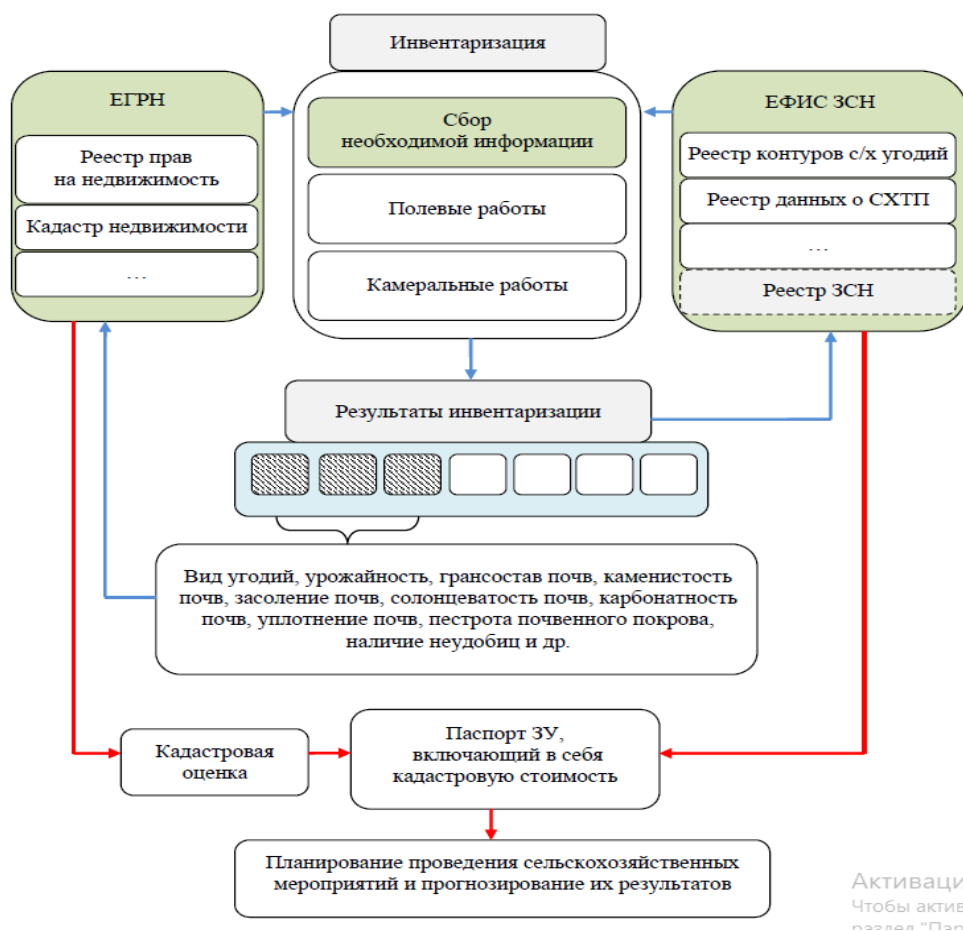 Инвентаризация
ЕГРН
Реестр прав
на недвижимость
Кадастр недвижимости
…
Сбор
необходимой информации
Полевые работы
Камеральные работы
ЕФИС ЗСН
Реестр контуров с/х угодий
Реестр данных о СХТП
…
Реестр ЗСН
Результаты инвентаризации
Вид угодий, урожайность, грансостав почв, каменистость
почв, засоление почв, солонцеватость почв, карбонатность
почв, уплотнение почв, пестрота почвенного покрова,
наличие неудобиц и др.
Кадастровая
оценка
Паспорт ЗУ,
включающий в себя
кадастровую стоимость
Планирование проведения сельскохозяйственных
мероприятий и прогнозирование их результатов
Активаци
Чтобы актив
раздел "Пар